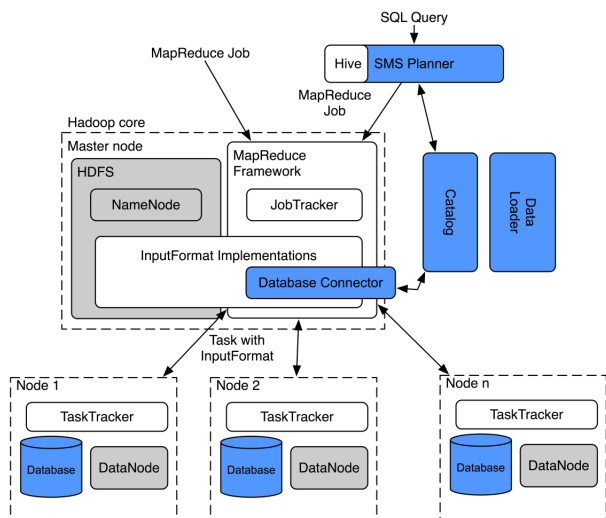 SQL Query
Hive SMS Planner
MapReduce Job
MapReduce
Job
Hadoop core
Master node
HDFS
MapReduce
Framework
NameNode
JobTracker
Catalog
Data
Loader
InputFormat Implementations
Database Connector
Task with
InputFormat
Node 1
TaskTracker
Database
DataNode
Node 2
TaskTracker
Database
DataNode
Node n
TaskTracker
Database
DataNode